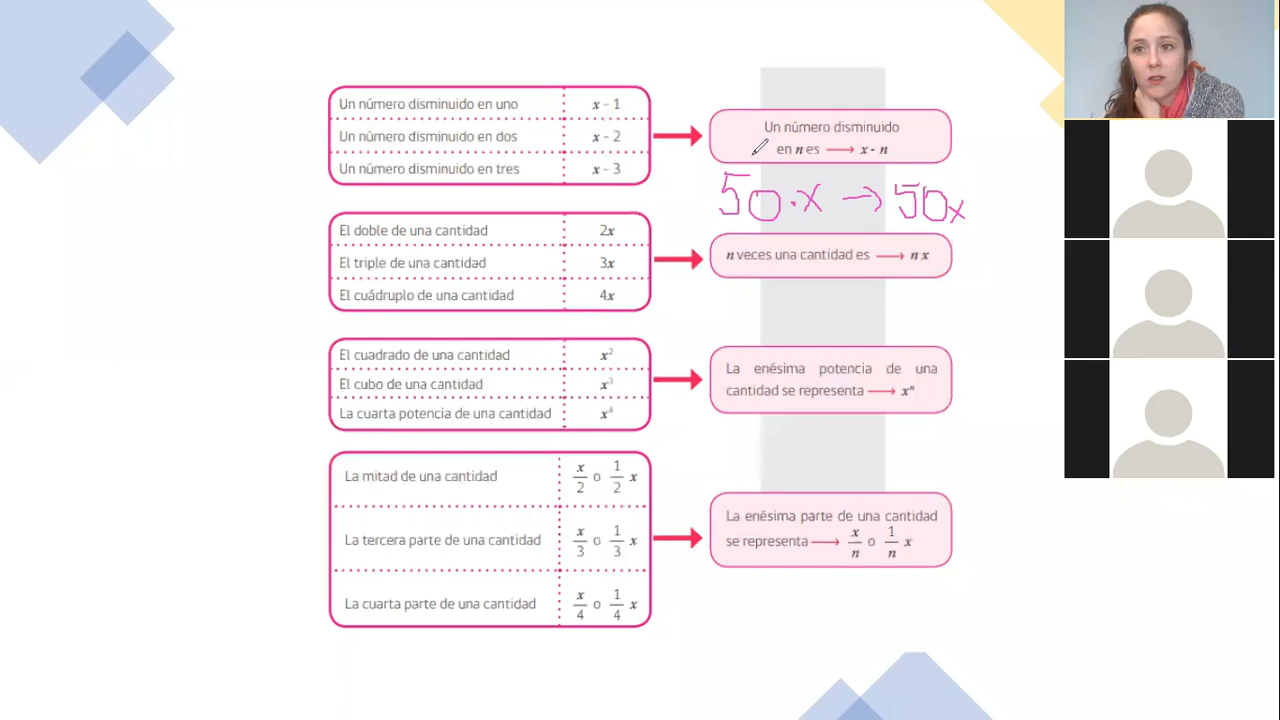 Un número disminuido en uno x - 1
Un número disminuido en dos x - 2
Un número disminuido en tres x - 3
Un número disminuido
en n es ⟶ x - n
50 · x → 50x
El doble de una cantidad 2x
El triple de una cantidad 3x
El cuádruplo de una cantidad 4x
n veces una cantidad es ⟶ n x
El cuadrado de una cantidad x²
El cubo de una cantidad x³
La cuarta potencia de una cantidad x⁴
La enésima potencia de una
cantidad se representa ⟶ xⁿ
La mitad de una cantidad x/2 o 1/2 x
La tercera parte de una cantidad x/3 o 1/3 x
La cuarta parte de una cantidad x/4 o 1/4 x
La enésima parte de una cantidad
se representa ⟶ x/n o 1/n x